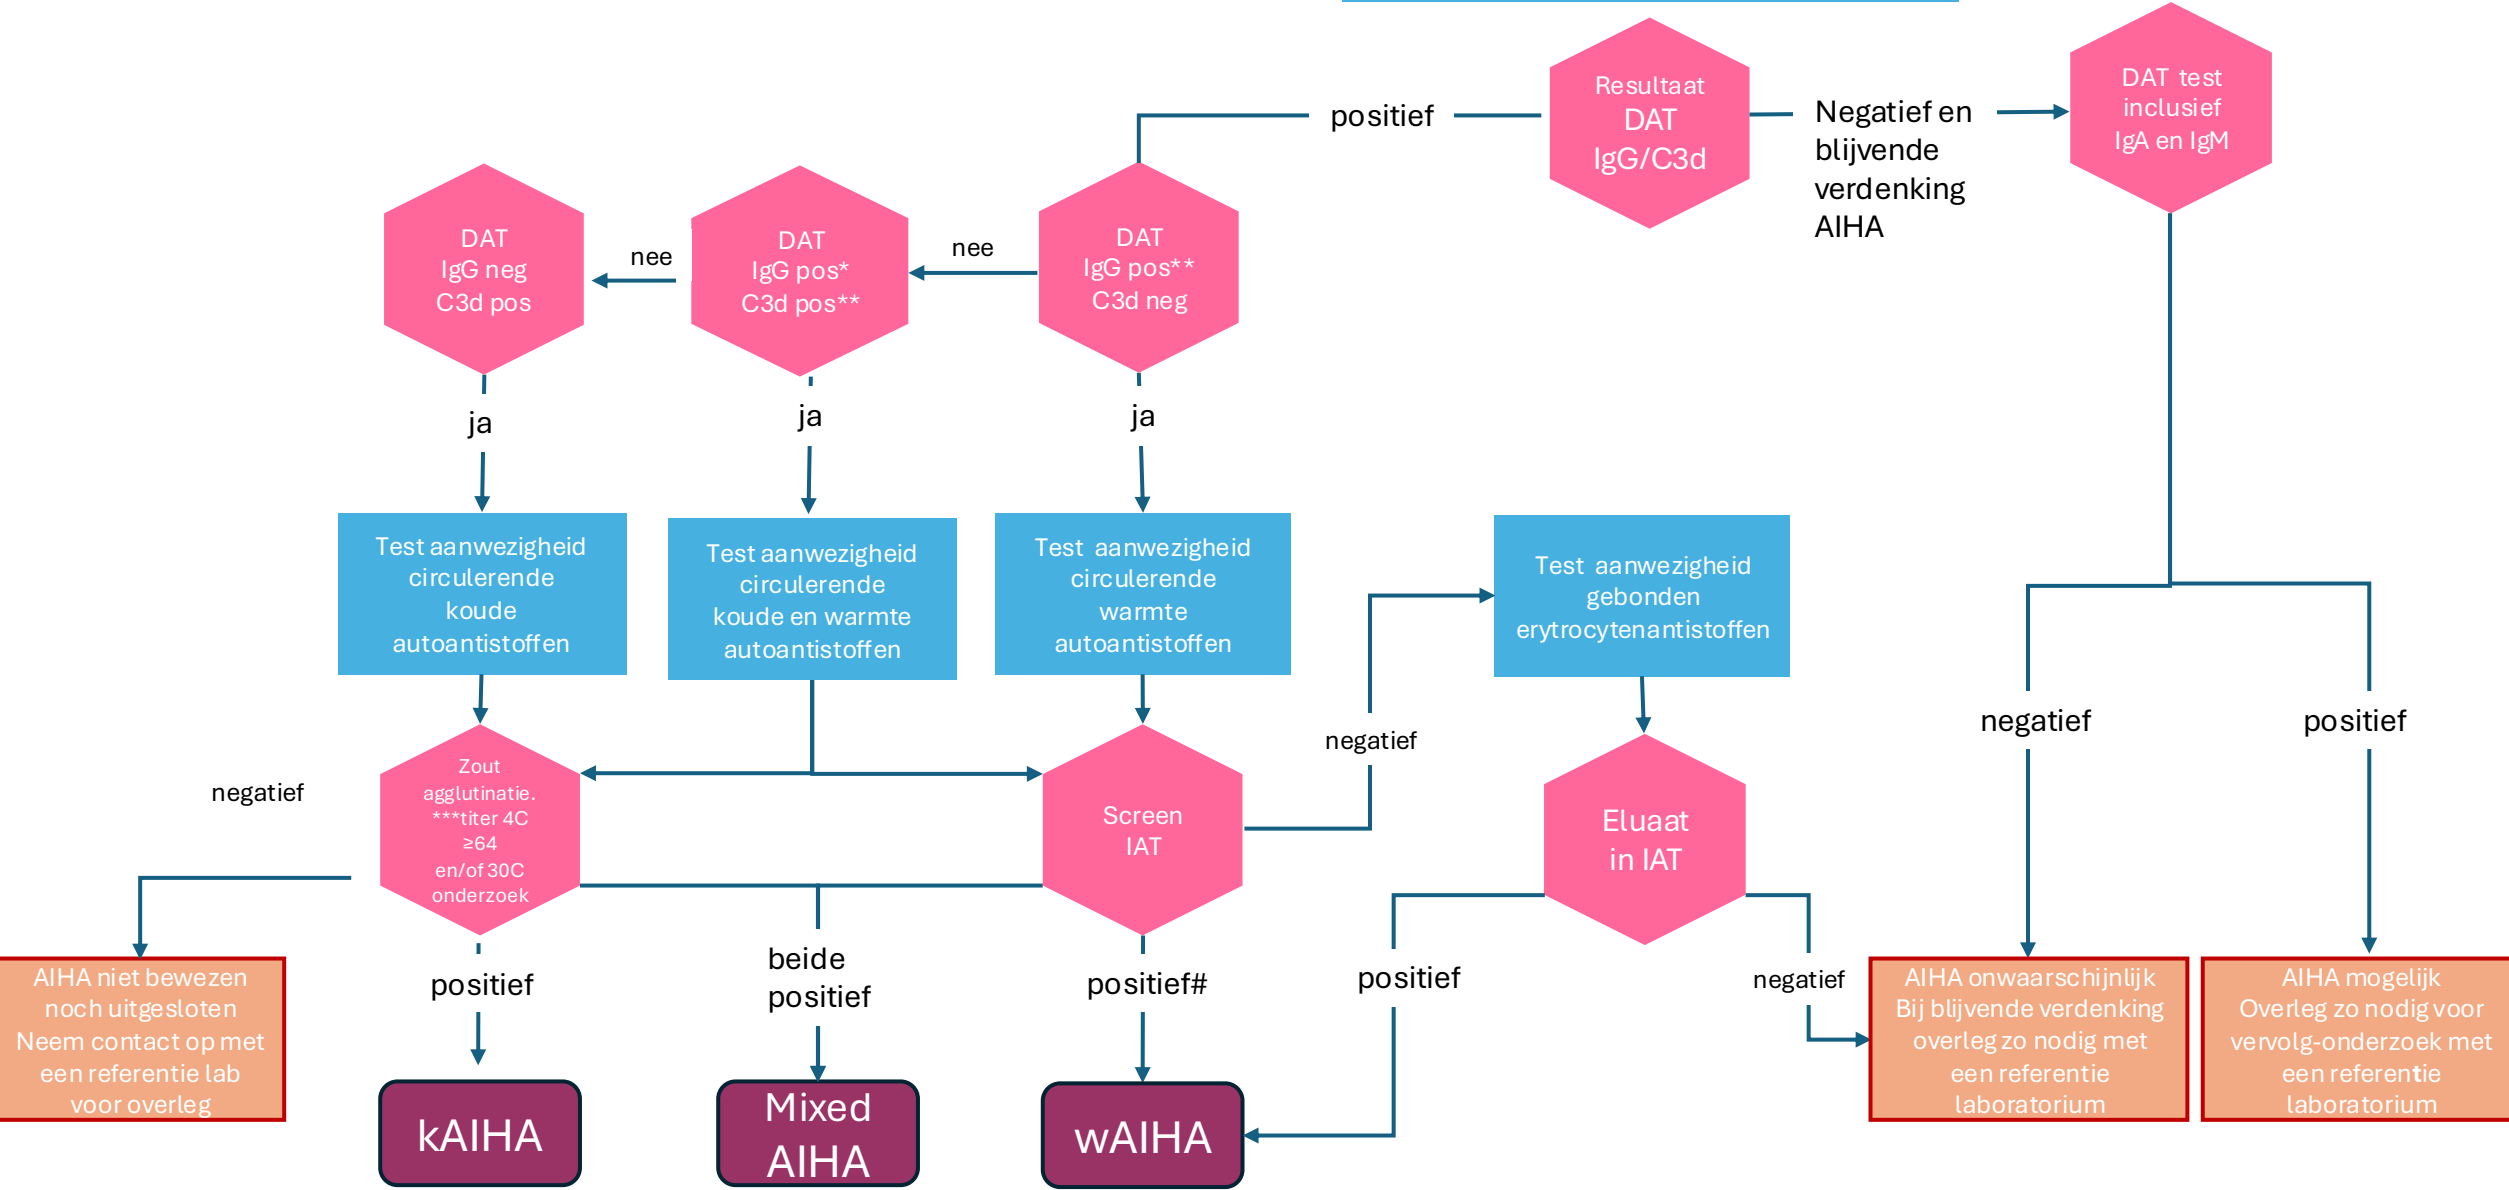 Resultaat
DAT
IgG/C3d
positief
Negatief en
blijvende
verdenking
AIHA
DAT test
inclusief
IgA en IgM
DAT
IgG neg
C3d pos
nee
DAT
IgG pos*
C3d pos**
nee
DAT
IgG pos**
C3d neg
ja
ja
ja
Test aanwezigheid
circulerende
koude
autoantistoffen
Test aanwezigheid
circulerende
koude en warmte
autoantistoffen
Test aanwezigheid
circulerende
warmte
autoantistoffen
Test aanwezigheid
gebonden
erytrocytenantistoffen
negatief
Zout
agglutinatie.
***titer 4C
≥64
en/of 30C
onderzoek
Screen
IAT
negatief
Eluaat
in IAT
negatief
positief
positief
beide
positief
positief#
positief
negatief
AIHA niet bewezen
noch uitgesloten
Neem contact op met
een referentie lab
voor overleg
kAIHA
Mixed
AIHA
wAIHA
AIHA onwaarschijnlijk
Bij blijvende verdenking
overleg zo nodig met
een referentie
laboratorium
AIHA mogelijk
Overleg zo nodig voor
vervolg-onderzoek met
een referentie
laboratorium